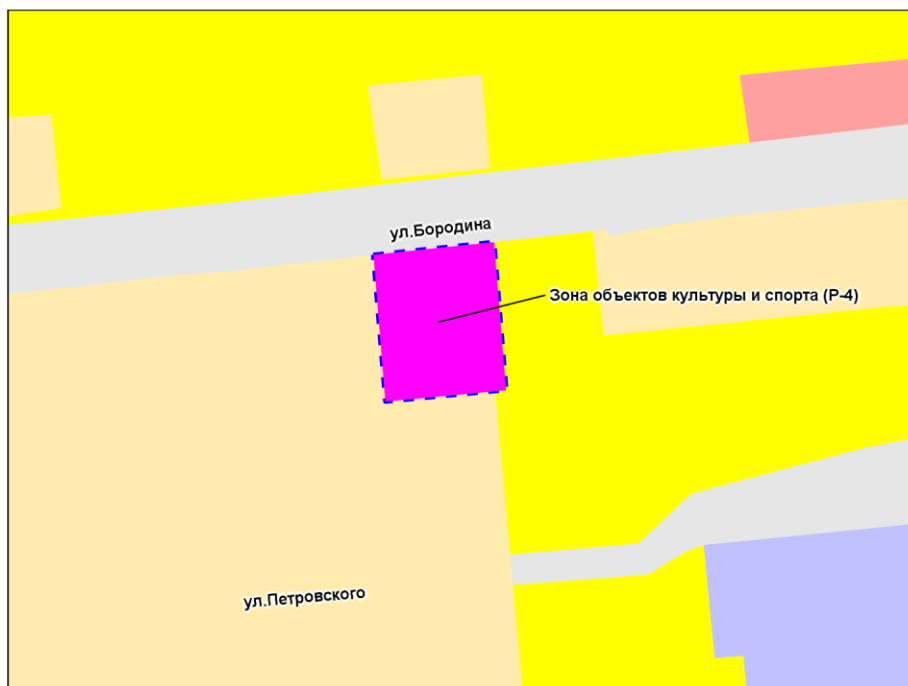 ул.Бородина
Зона объектов культуры и спорта (Р-4)
ул.Петровского